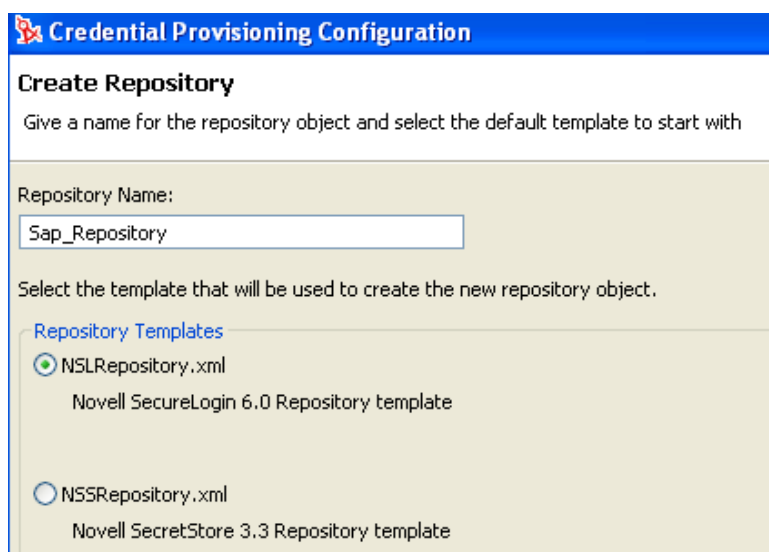 Credential Provisioning Configuration
Create Repository
Give a name for the repository object and select the default template to start with
Repository Name:
Sap_Repository
Select the template that will be used to create the new repository object.
Repository Templates
NSLRepository.xml
Novell SecureLogin 6.0 Repository template
NSSRepository.xml
Novell SecretStore 3.3 Repository template